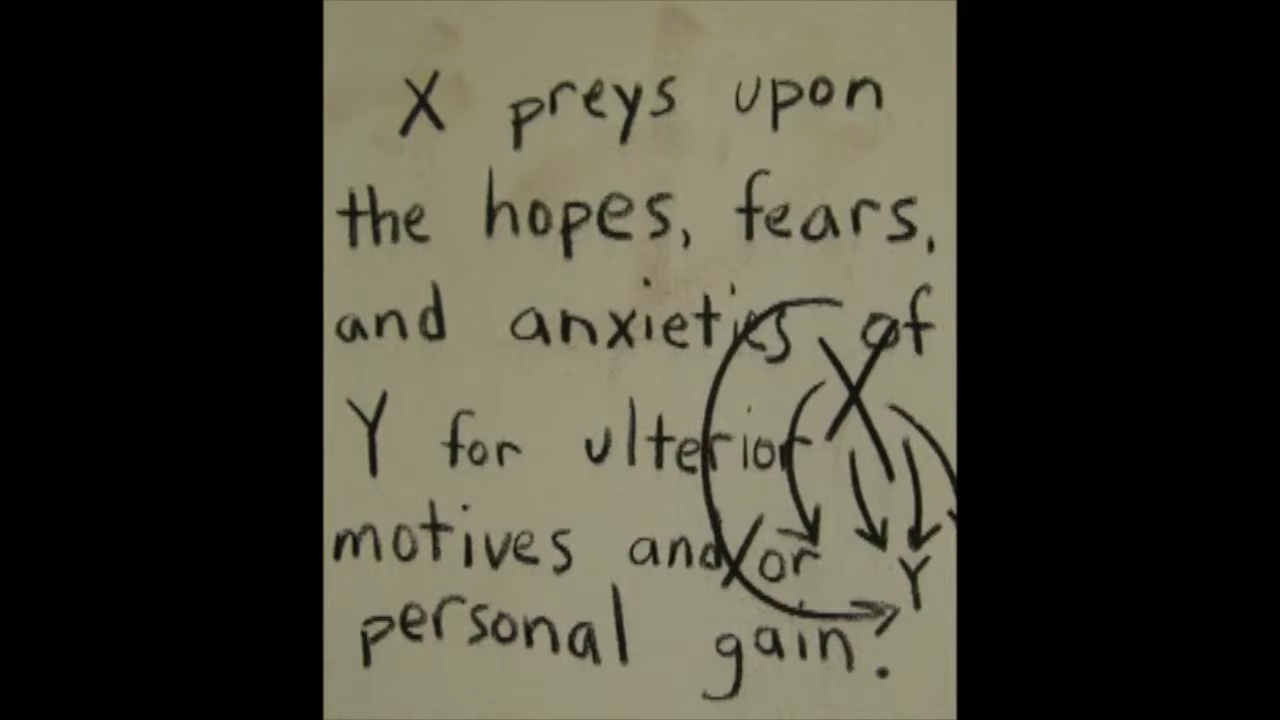 X preys upon
the hopes, fears,
and anxieties of
Y for ulterior
motives and/or
personal gain?
X
Y